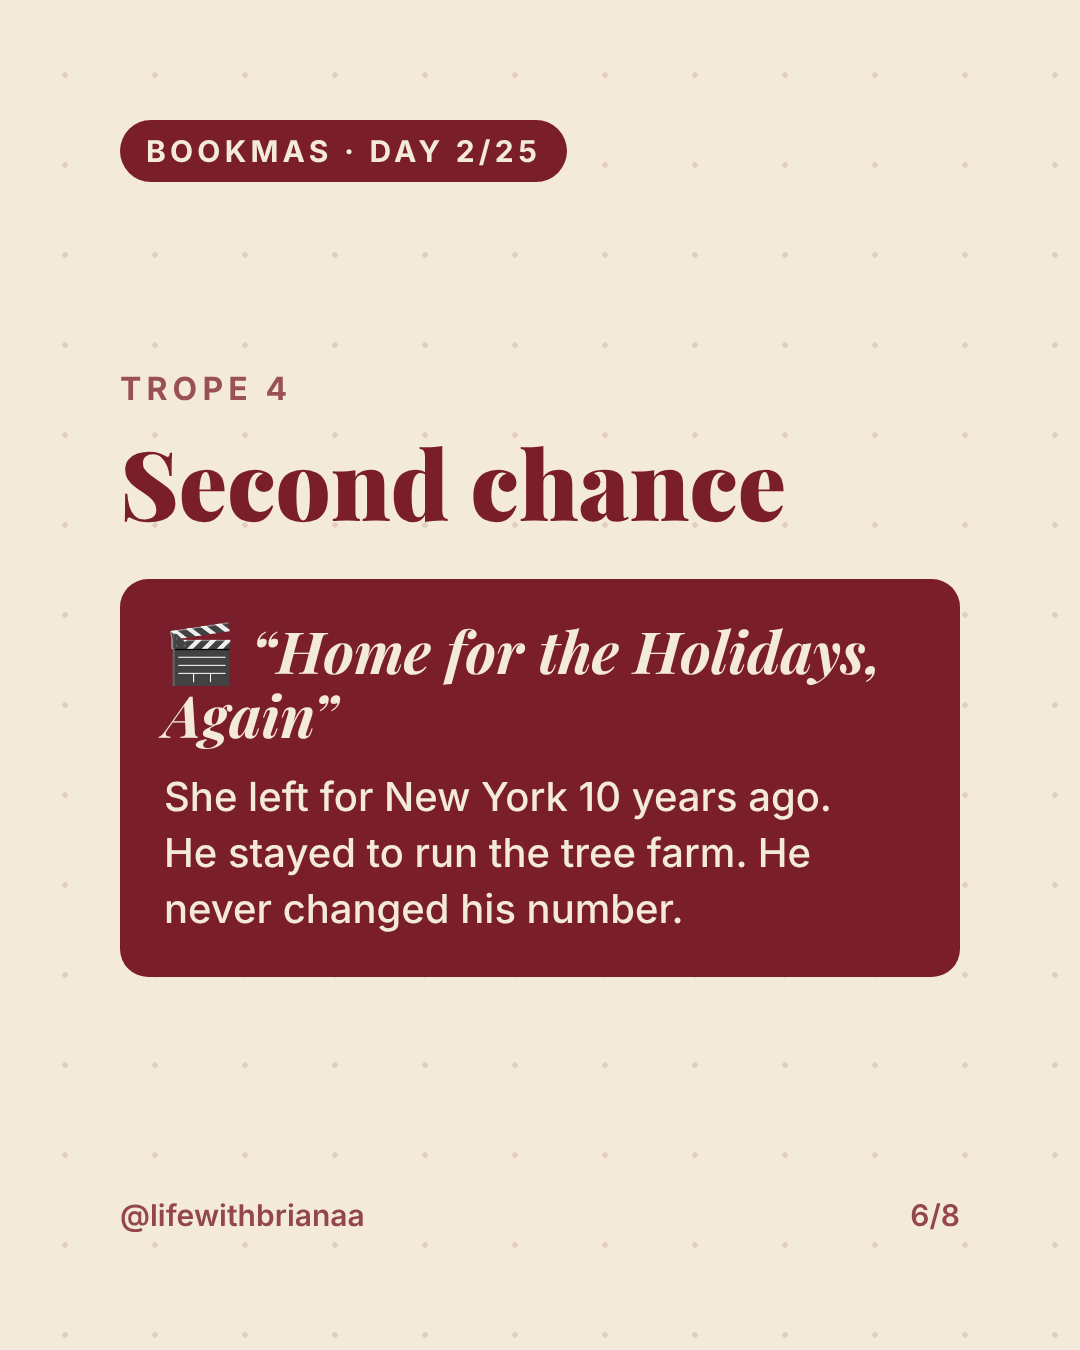 BOOKMAS · DAY 2/25
TROPE 4
Second chance
🎬 “Home for the Holidays,
Again”
She left for New York 10 years ago.
He stayed to run the tree farm. He
never changed his number.
@lifewithbrianaa
6/8